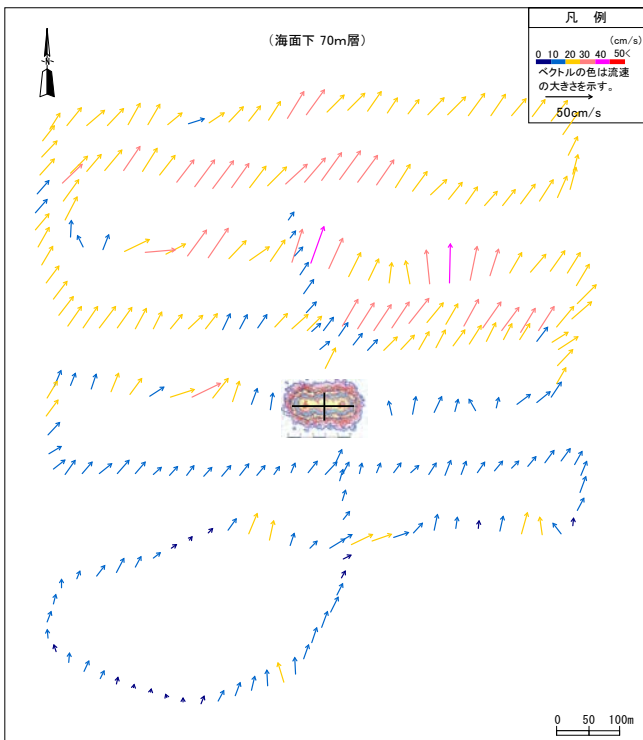 凡 例
(cm/s)
0 10 20 30 40 50<
ベクトルの色は流速
の大きさを示す。
50cm/s
(海面下 70m層)
N
0 50 100m